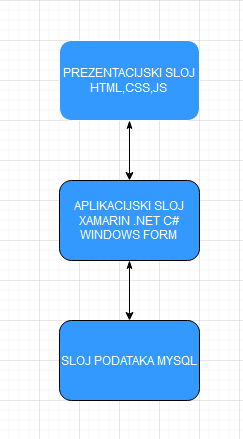 PREZENTACIJSKI SLOJ
HTML,CSS,JS
APLIKACIJSKI SLOJ
XAMARIN .NET C#
WINDOWS FORM
SLOJ PODATAKA MYSQL